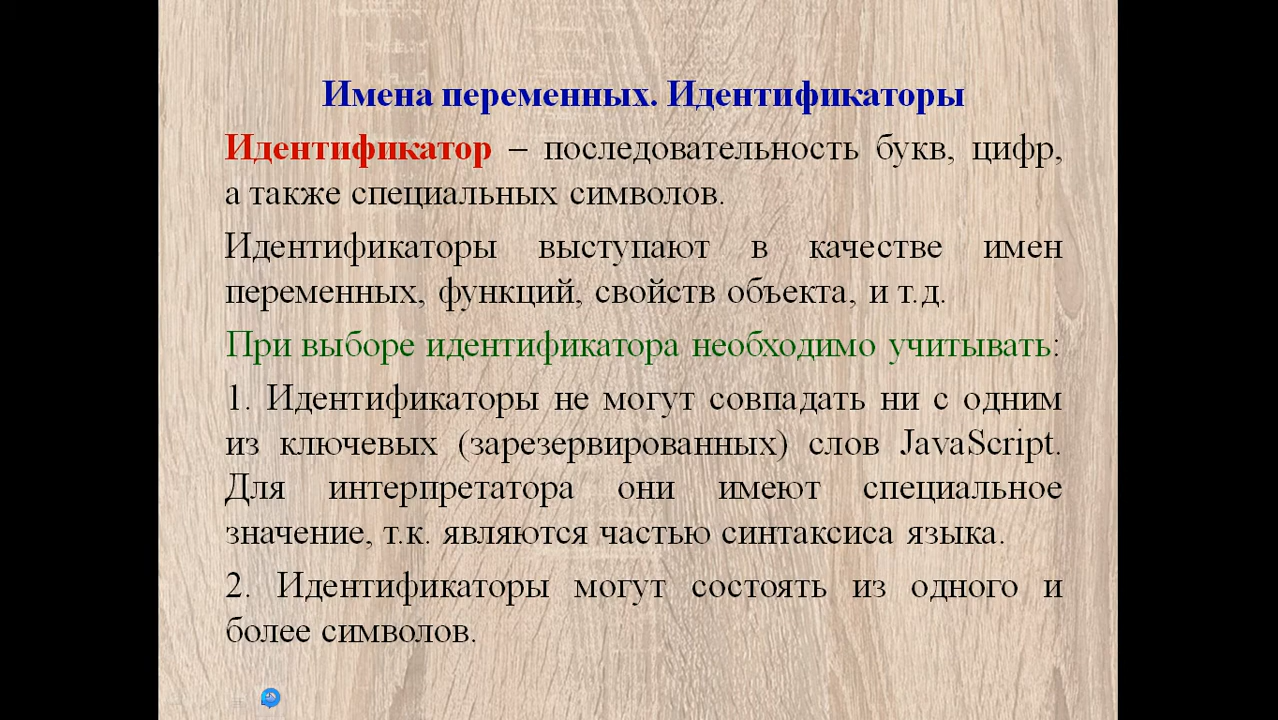 Имена переменных. Идентификаторы
Идентификатор – последовательность букв, цифр,
а также специальных символов.
Идентификаторы выступают в качестве имен
переменных, функций, свойств объекта, и т.д.
При выборе идентификатора необходимо учитывать:
1. Идентификаторы не могут совпадать ни с одним
из ключевых (зарезервированных) слов JavaScript.
Для интерпретатора они имеют специальное
значение, т.к. являются частью синтаксиса языка.
2. Идентификаторы могут состоять из одного и
более символов.